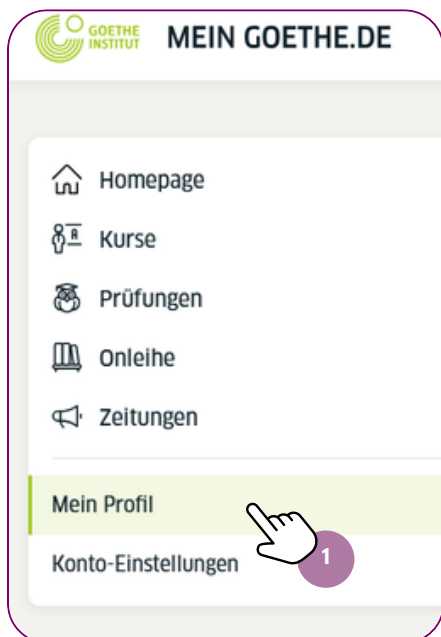 GOETHE
INSTITUT
MEIN GOETHE.DE
Homepage
Kurse
Prüfungen
Onleihe
Zeitungen
Mein Profil
Konto-Einstellungen
1